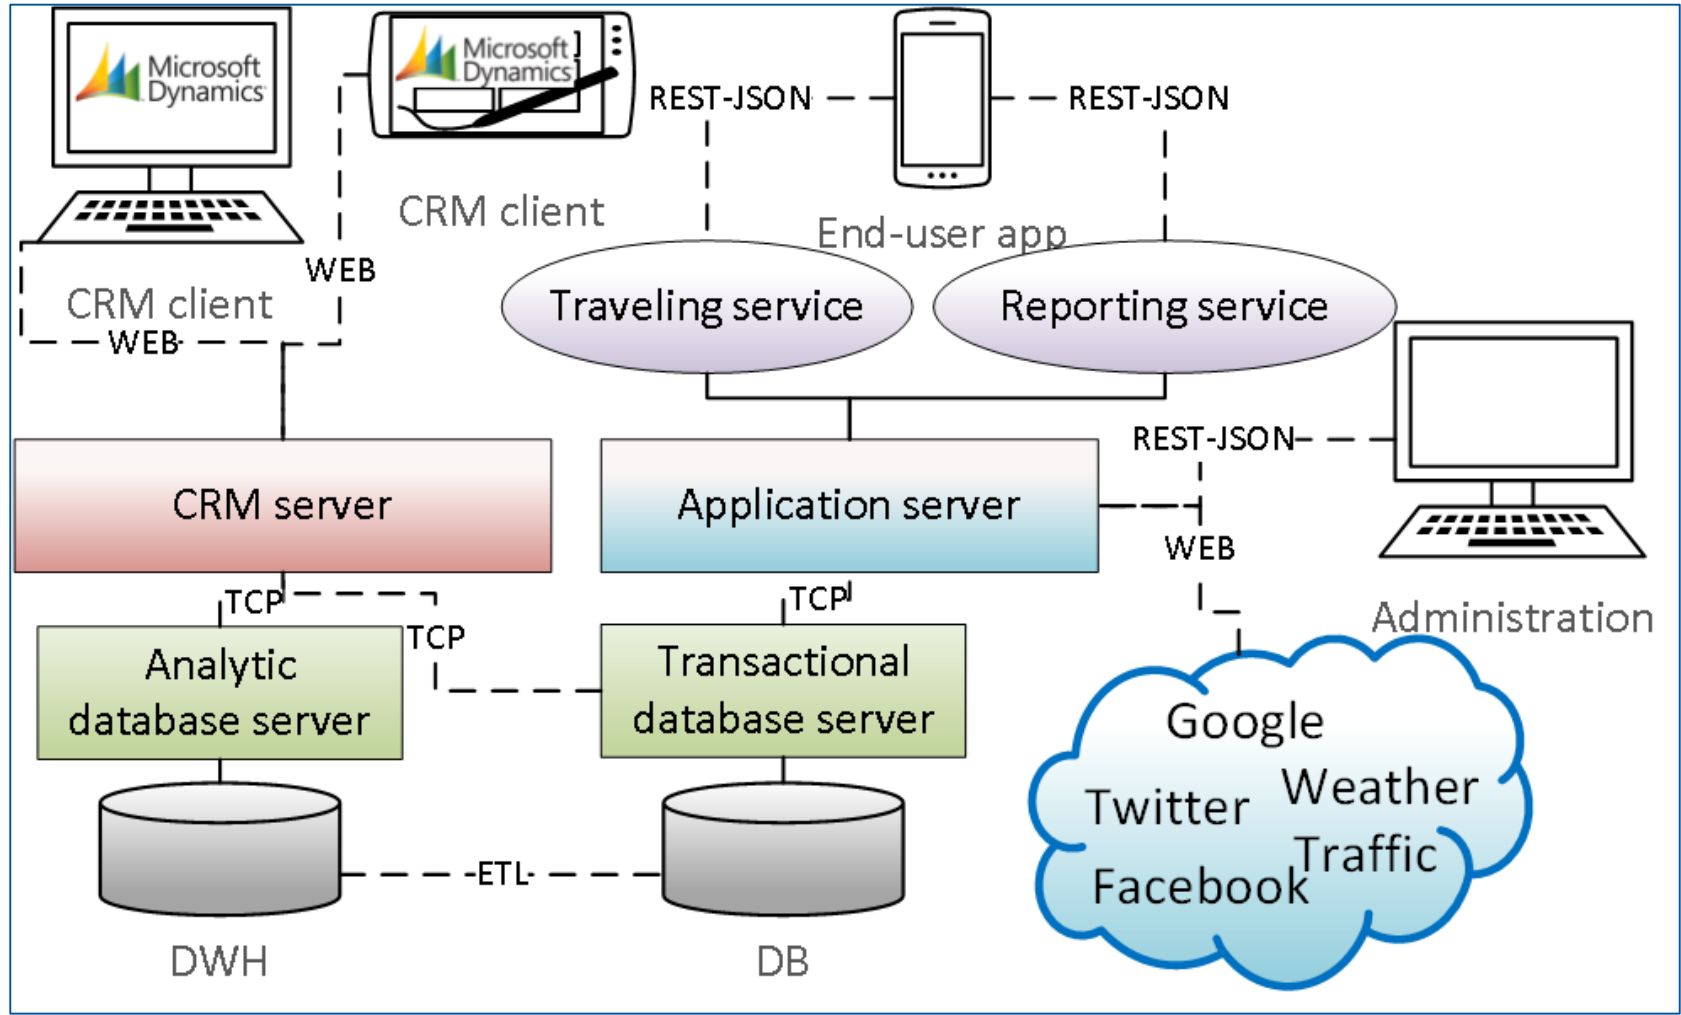 Microsoft
Dynamics
Microsoft
Dynamics
REST-JSON
REST-JSON
CRM client
End-user app
WEB
CRM client
WEB
Traveling service
Reporting service
REST-JSON
CRM server
Application server
WEB
TCP
TCP
TCP
Administration
Analytic
database server
Transactional
database server
Google
Weather
Twitter
Traffic
Facebook
ETL
DWH
DB